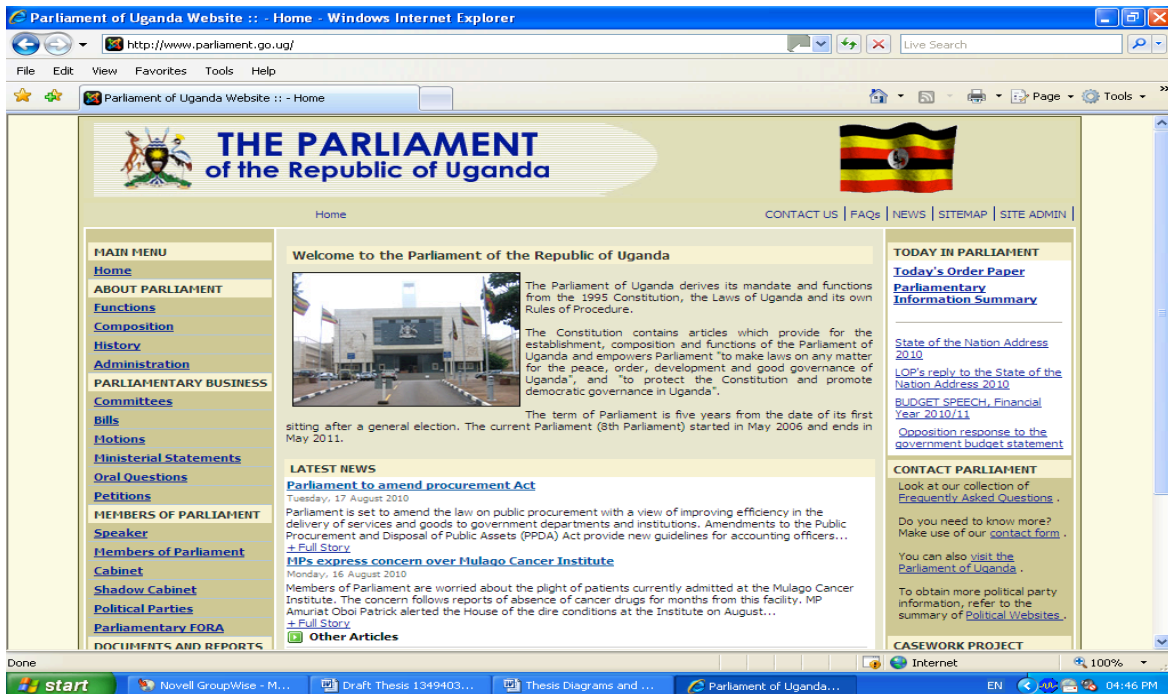 Parliament of Uganda Website :: - Home - Windows Internet Explorer
http://www.parliament.go.ug/
Live Search
File Edit View Favorites Tools Help
Parliament of Uganda Website :: - Home
Page Tools
THE PARLIAMENT
of the Republic of Uganda
Home
CONTACT US | FAQs | NEWS | SITEMAP | SITE ADMIN |
MAIN MENU
Home
ABOUT PARLIAMENT
Functions
Composition
History
Administration
PARLIAMENTARY BUSINESS
Committees
Bills
Motions
Ministerial Statements
Oral Questions
Petitions
MEMBERS OF PARLIAMENT
Speaker
Members of Parliament
Cabinet
Shadow Cabinet
Political Parties
Parliamentary FORA
DOCUMENTS AND REPORTS
Welcome to the Parliament of the Republic of Uganda
The Parliament of Uganda derives its mandate and functions
from the 1995 Constitution, the Laws of Uganda and its own
Rules of Procedure.
The Constitution contains articles which provide for the
establishment, composition and functions of the Parliament of
Uganda and empowers Parliament "to make laws on any matter
for the peace, order, development and good governance of
Uganda", and "to protect the Constitution and promote
democratic governance in Uganda".
The term of Parliament is five years from the date of its first
sitting after a general election. The current Parliament (8th Parliament) started in May 2006 and ends in
May 2011.
LATEST NEWS
Parliament to amend procurement Act
Tuesday, 17 August 2010
Parliament is set to amend the law on public procurement with a view of improving efficiency in the
delivery of services and goods to government departments and institutions. Amendments to the Public
Procurement and Disposal of Public Assets (PPDA) Act provide new guidelines for accounting officers...
+ Full Story
MPs express concern over Mulago Cancer Institute
Monday, 16 August 2010
Members of Parliament are worried about the plight of patients currently admitted at the Mulago Cancer
Institute. The concern follows reports of absence of cancer drugs for months from this facility. MP
Amuriat Oboi Patrick alerted the House of the dire conditions at the Institute on August...
+ Full Story
Other Articles
TODAY IN PARLIAMENT
Today's Order Paper
Parliamentary
Information Summary
State of the Nation Address
2010
LOP's reply to the State of the
Nation Address 2010
BUDGET SPEECH, Financial
Year 2010/11
Opposition response to the
government budget statement
CONTACT PARLIAMENT
Look at our collection of
Frequently Asked Questions .
Do you need to know more?
Make use of our contact form .
You can also visit the
Parliament of Uganda .
To obtain more political party
information, refer to the
summary of Political Websites .
CASEWORK PROJECT
Done
Internet
100%
start
Novell GroupWise - M...
Draft Thesis 1349403...
Thesis Diagrams and ...
Parliament of Uganda...
EN
04:46 PM